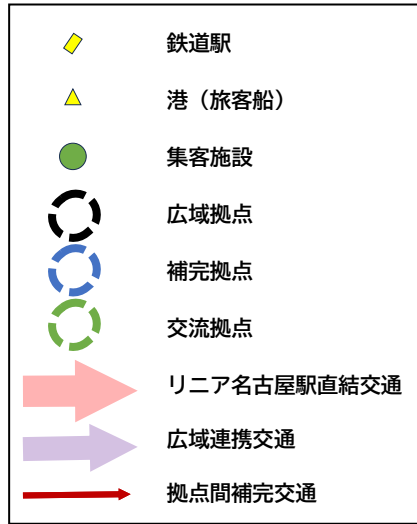 鉄道駅
港（旅客船）
集客施設
広域拠点
補完拠点
交流拠点
リニア名古屋駅直結交通
広域連携交通
拠点間補完交通